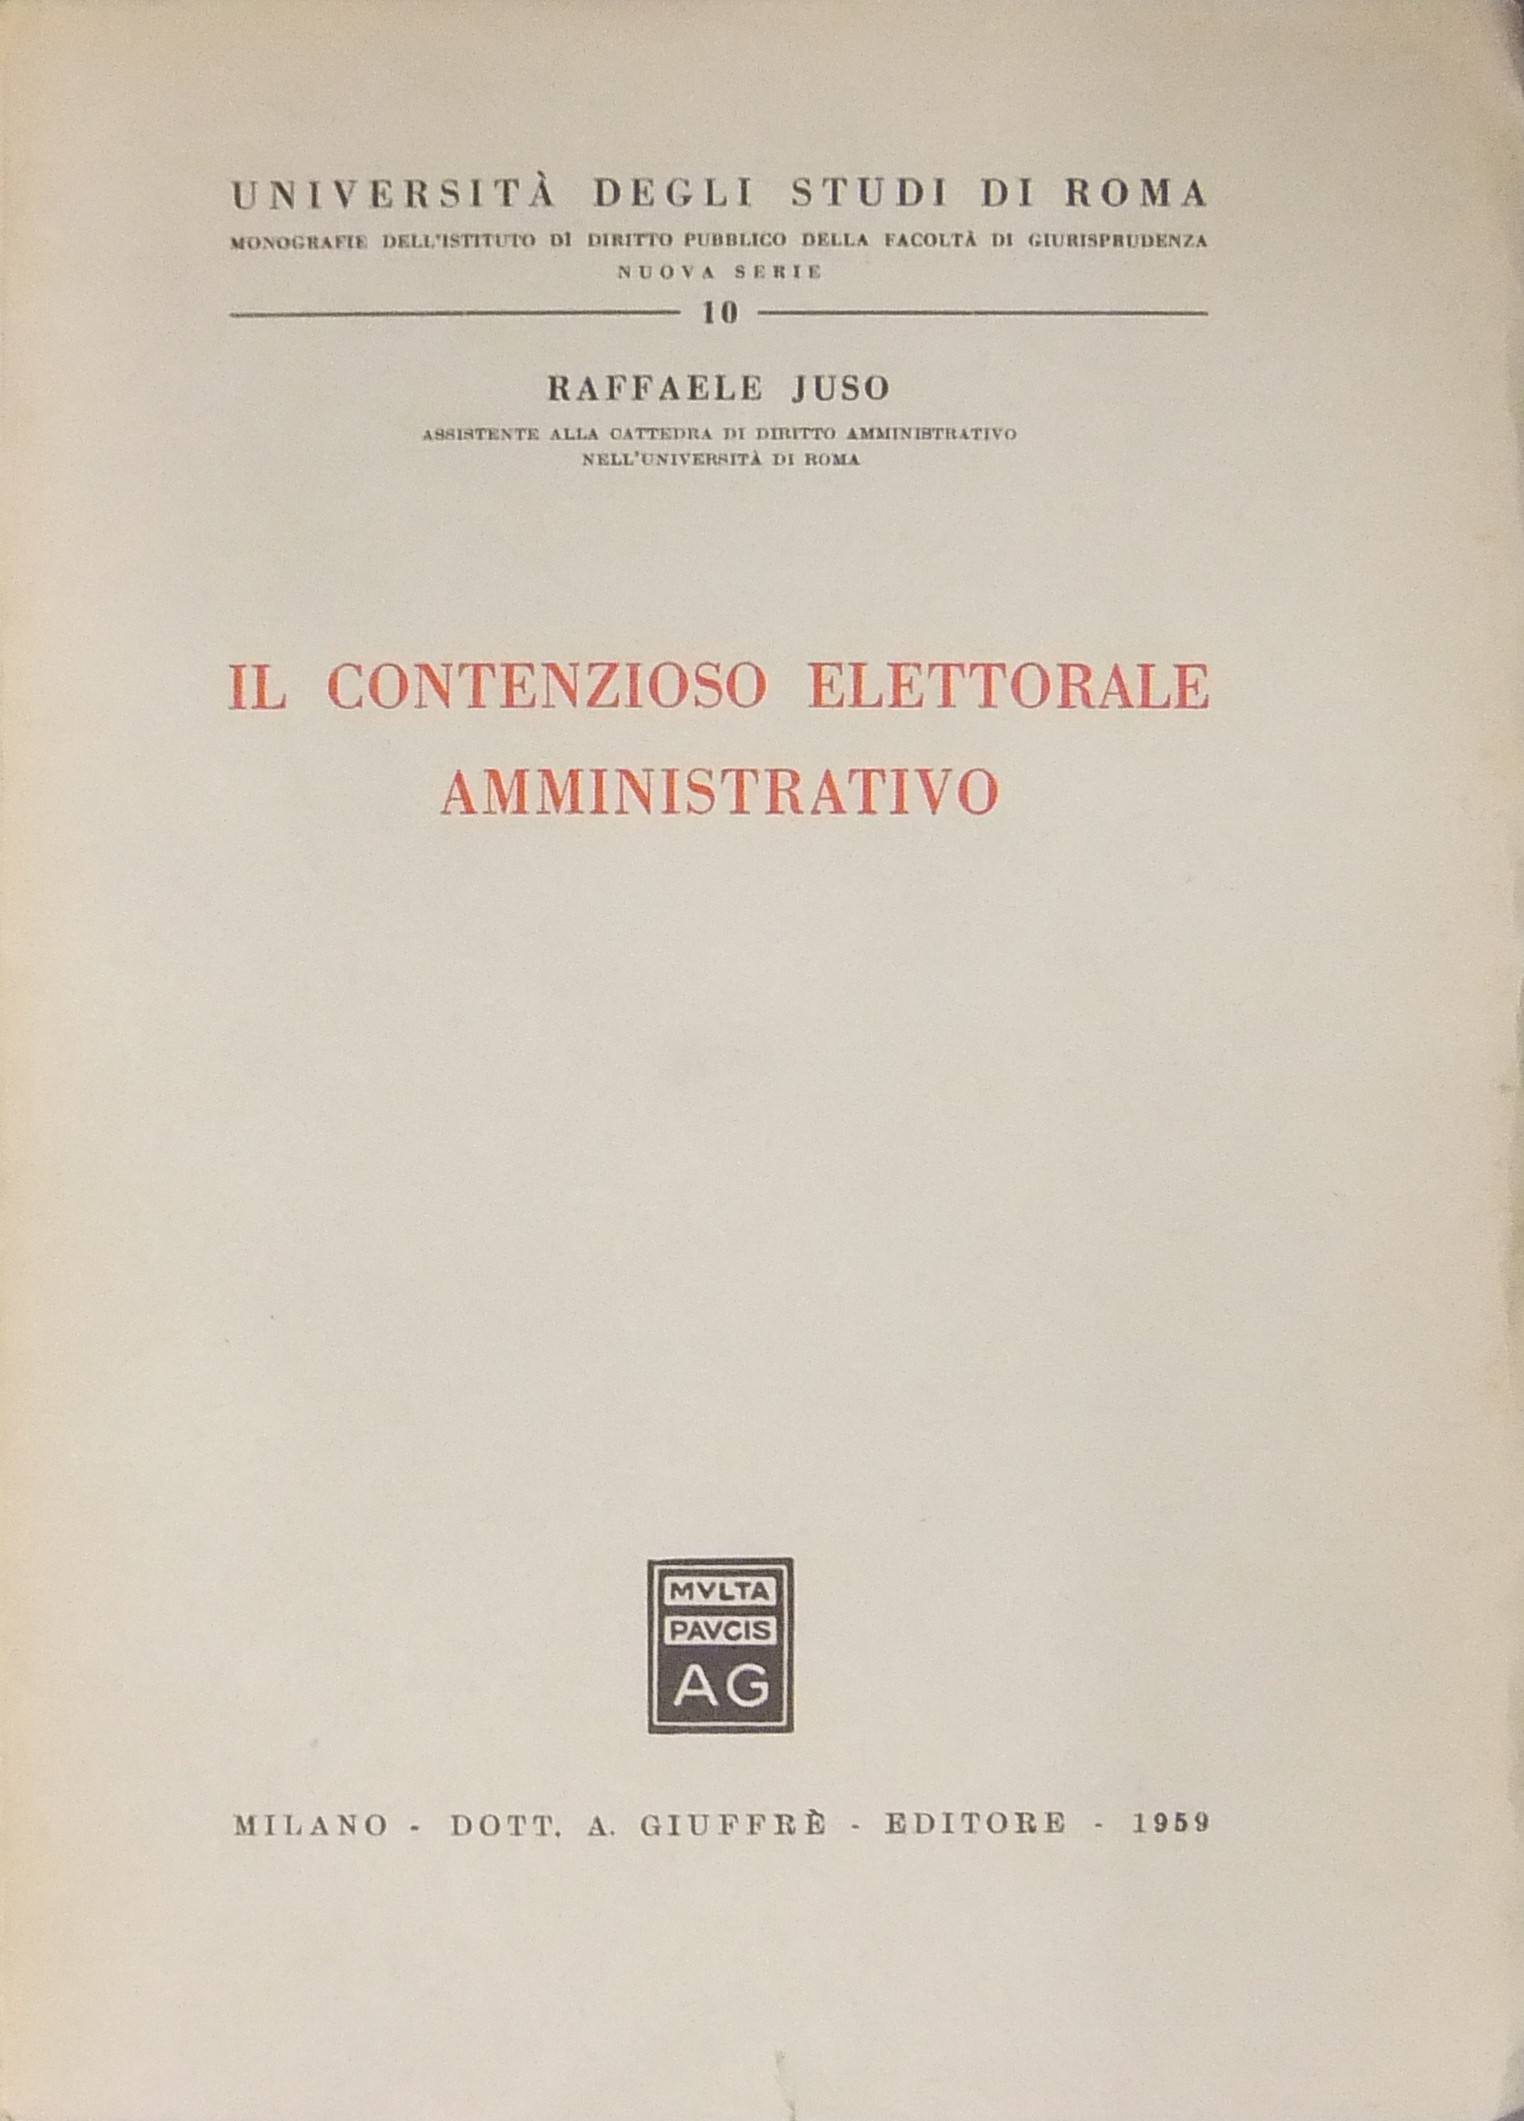 UNIVERSITÀ DEGLI STUDI DI ROMA
MONOGRAFIE DELL'ISTITUTO DI DIRITTO PUBBLICO DELLA FACOLTÀ DI GIURISPRUDENZA
NUOVA SERIE
10
RAFFAELE JUSO
ASSISTENTE ALLA CATTEDRA DI DIRITTO AMMINISTRATIVO
NELL'UNIVERSITÀ DI ROMA
IL CONTENZIOSO ELETTORALE
AMMINISTRATIVO
MVLTA
PAVCIS
AG
MILANO - DOTT. A. GIUFFRÈ - EDITORE - 1959